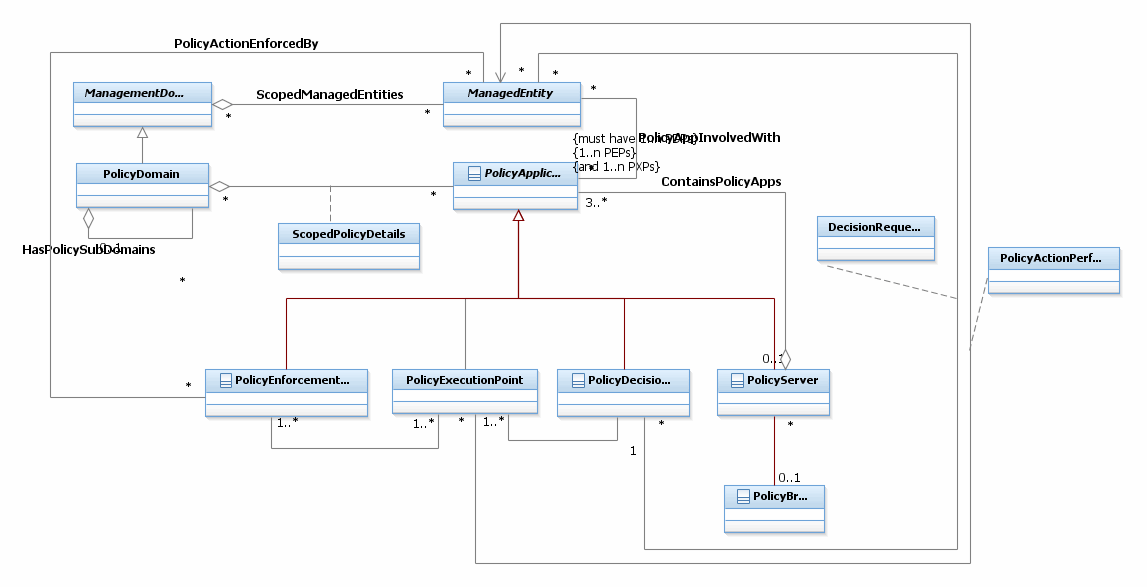 PolicyActionEnforcedBy
*
*
*
ManagementDo...
ScopedManagedEntities
ManagedEntity
*
*
*
{must have 1..n PDPs}
PolicyAppInvolvedWith
{1..n PEPs}
{and 1..n PXPs}
*
PolicyDomain
PolicyApplic...
ContainsPolicyApps
*
*
3..*
ScopedPolicyDetails
DecisionReque...
HasPolicySubDomains
0..1
PolicyActionPerf...
*
0..1
*
PolicyEnforcement...
PolicyExecutionPoint
PolicyDecisio...
PolicyServer
1..*
1..*
*
1..*
*
*
1
0..1
PolicyBr...